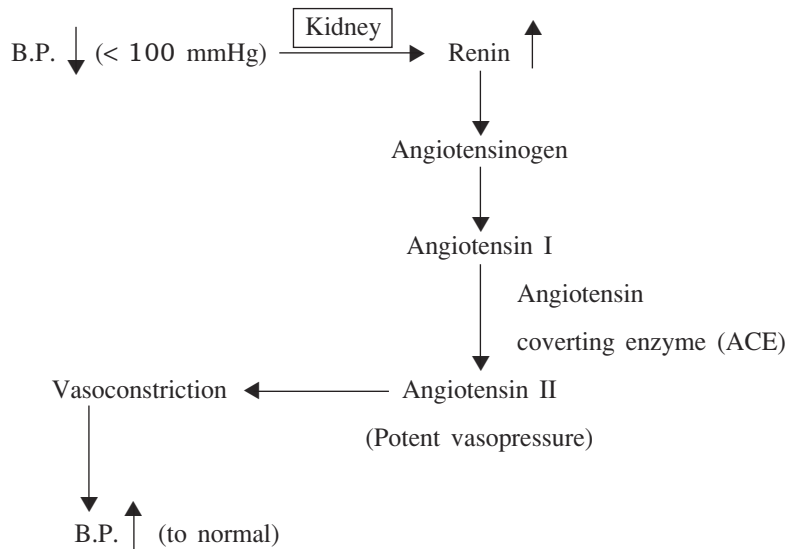 Kidney
B.P. (< 100 mmHg) Renin
Angiotensinogen
Angiotensin I
Angiotensin
coverting enzyme (ACE)
Vasoconstriction Angiotensin II
(Potent vasopressure)
B.P. (to normal)